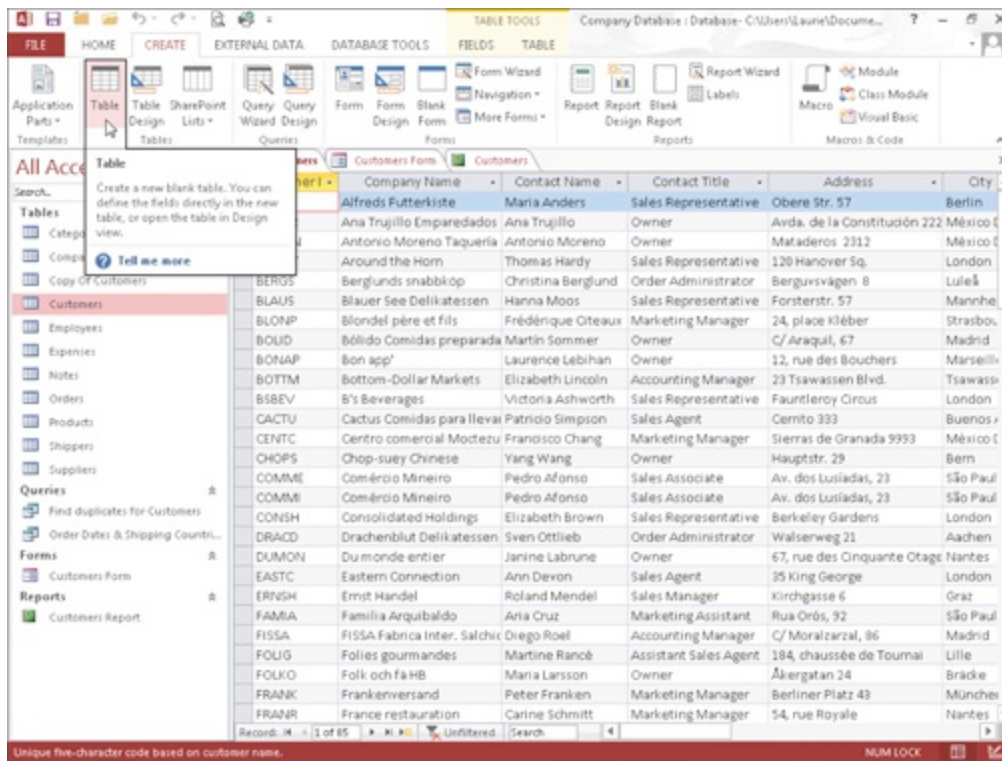 TABLE TOOLS Company Database : Database- C:\Users\Laurie\Docume... ?
FILE HOME CREATE EXTERNAL DATA DATABASE TOOLS FIELDS TABLE
Application Parts Table Table Design SharePoint Lists Query Wizard Query Design Form Form Design Blank Form Form Wizard Navigation More Forms Report Report Design Blank Report Report Wizard Labels Macro Module Class Module Visual Basic
Templates Tables Queries Forms Reports Macros & Code
Table
Create a new blank table. You can
define the fields directly in the new
table, or open the table in Design
view.
Tell me more
All Acce
Search...
Tables
Catego
Compa
Copy Of Customers
Customers
Employees
Expenses
Notes
Orders
Products
Shippers
Suppliers
Queries
Find duplicates for Customers
Order Dates & Shipping Countri...
Forms
Customers Form
Reports
Customers Report
Customers Form Customers
Company Name Contact Name Contact Title Address City
Alfreds Futterkiste Maria Anders Sales Representative Obere Str. 57 Berlin
Ana Trujillo Emparedados Ana Trujillo Owner Avda. de la Constitución 222 México D
Antonio Moreno Taquería Antonio Moreno Owner Mataderos 2312 México D
Around the Horn Thomas Hardy Sales Representative 120 Hanover Sq. London
BERGS Berglunds snabbköp Christina Berglund Order Administrator Berguvsvägen 8 Luleå
BLAUS Blauer See Delikatessen Hanna Moos Sales Representative Forsterstr. 57 Mannhe
BLONP Blondel père et fils Frédérique Citeaux Marketing Manager 24, place Kléber Strasbou
BOLID Bólido Comidas preparada Martín Sommer Owner C/ Araquil, 67 Madrid
BONAP Bon app' Laurence Lebihan Owner 12, rue des Bouchers Marseille
BOTTM Bottom-Dollar Markets Elizabeth Lincoln Accounting Manager 23 Tsawassen Blvd. Tsawass
BSBEV B's Beverages Victoria Ashworth Sales Representative Fauntleroy Circus London
CACTU Cactus Comidas para lleva Patricio Simpson Sales Agent Cerrito 333 Buenos A
CENTC Centro comercial Moctezu Francisco Chang Marketing Manager Sierras de Granada 9993 México D
CHOPS Chop-suey Chinese Yang Wang Owner Hauptstr. 29 Bern
COMME Comércio Mineiro Pedro Afonso Sales Associate Av. dos Lusíadas, 23 São Paul
COMMI Comércio Mineiro Pedro Afonso Sales Associate Av. dos Lusíadas, 23 São Paul
CONSH Consolidated Holdings Elizabeth Brown Sales Representative Berkeley Gardens London
DRACD Drachenblut Delikatessen Sven Ottlieb Order Administrator Walserweg 21 Aachen
DUMON Du monde entier Janine Labrune Owner 67, rue des Cinquante Otage Nantes
EASTC Eastern Connection Ann Devon Sales Agent 35 King George London
ERNSH Ernst Handel Roland Mendel Sales Manager Kirchgasse 6 Graz
FAMIA Familia Arquibaldo Aria Cruz Marketing Assistant Rua Orós, 92 São Paul
FISSA FISSA Fabrica Inter. Salchic Diego Roel Accounting Manager C/ Moralzarzal, 86 Madrid
FOLIG Folies gourmandes Martine Rancé Assistant Sales Agent 184, chaussée de Tournai Lille
FOLKO Folk och fä HB Maria Larsson Owner Åkergatan 24 Bräcke
FRANK Frankenversand Peter Franken Marketing Manager Berliner Platz 43 München
FRANR France restauration Carine Schmitt Marketing Manager 54, rue Royale Nantes
Record: 1 of 85 Unfiltered Search
Unique five-character code based on customer name. NUM LOCK